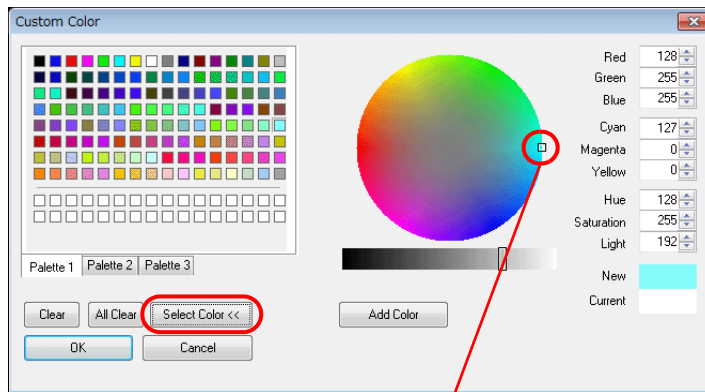 Custom Color
Red 128
Green 255
Blue 255
Cyan 127
Magenta 0
Yellow 0
Hue 128
Saturation 255
Light 192
New
Current
Palette 1 Palette 2 Palette 3
Clear All Clear Select Color << Add Color
OK Cancel